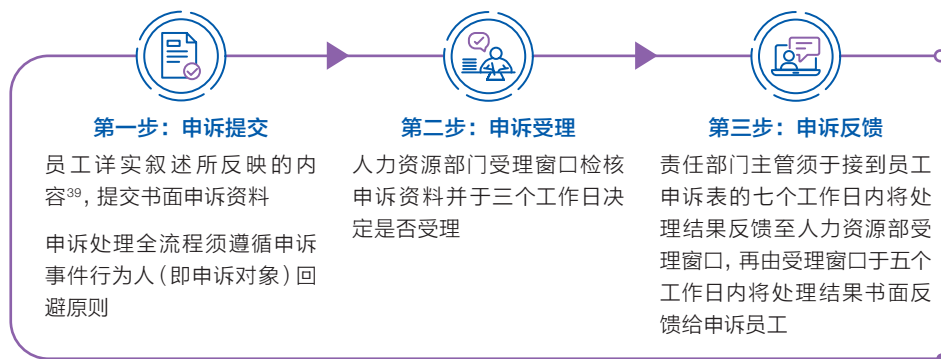 第一步：申诉提交
员工详实叙述所反映的内
容39，提交书面申诉资料
申诉处理全流程须遵循申诉
事件行为人（即申诉对象）回
避原则
第二步：申诉受理
人力资源部门受理窗口检核
申诉资料并于三个工作日决
定是否受理
第三步：申诉反馈
责任部门主管须于接到员工
申诉表的七个工作日内将处
理结果反馈至人力资源部受
理窗口，再由受理窗口于五个
工作日内将处理结果书面反
馈给申诉员工